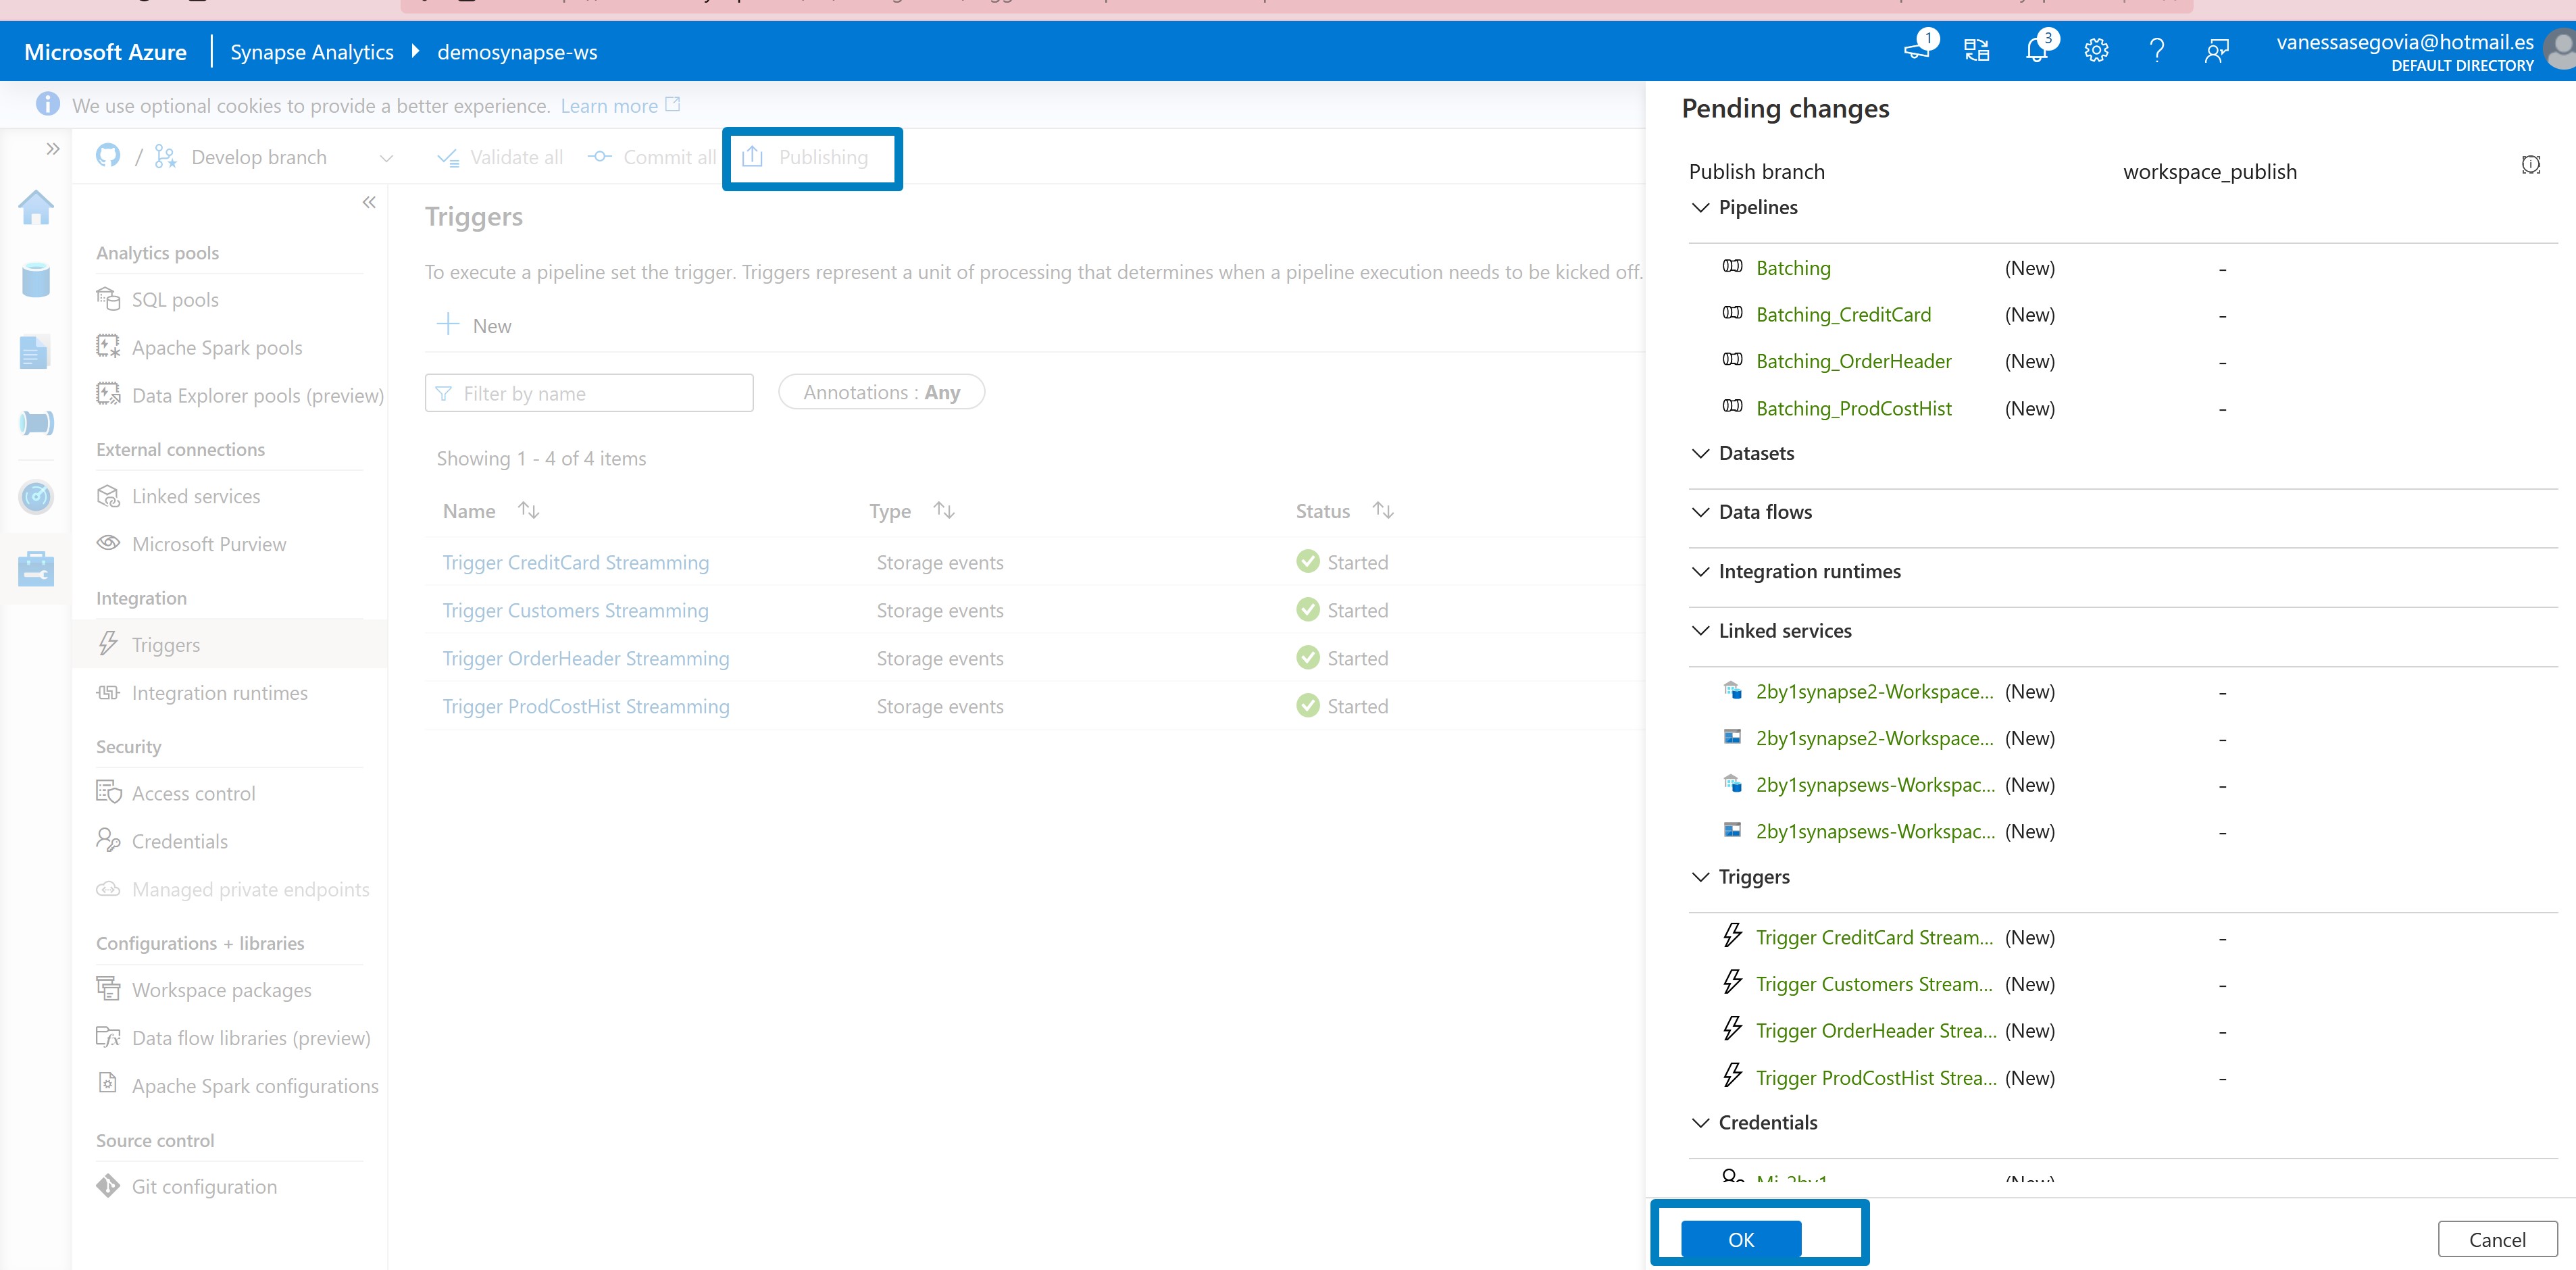 Microsoft Azure
Synapse Analytics
demosynapse-ws
1
3
vanessasegovia@hotmail.es
DEFAULT DIRECTORY
We use optional cookies to provide a better experience. Learn more
/ Develop branch
Validate all
Commit all
Publishing
Analytics pools
SQL pools
Apache Spark pools
Data Explorer pools (preview)
External connections
Linked services
Microsoft Purview
Integration
Triggers
Integration runtimes
Security
Access control
Credentials
Managed private endpoints
Configurations + libraries
Workspace packages
Data flow libraries (preview)
Apache Spark configurations
Source control
Git configuration
Triggers
To execute a pipeline set the trigger. Triggers represent a unit of processing that determines when a pipeline execution needs to be kicked off.
New
Filter by name
Annotations : Any
Showing 1 - 4 of 4 items
Name Type Status
Trigger CreditCard Streamming Storage events Started
Trigger Customers Streamming Storage events Started
Trigger OrderHeader Streamming Storage events Started
Trigger ProdCostHist Streamming Storage events Started
Pending changes
Publish branch workspace_publish
Pipelines
Batching (New) -
Batching_CreditCard (New) -
Batching_OrderHeader (New) -
Batching_ProdCostHist (New) -
Datasets
Data flows
Integration runtimes
Linked services
2by1synapse2-Workspace... (New) -
2by1synapse2-Workspace... (New) -
2by1synapsews-Workspac... (New) -
2by1synapsews-Workspac... (New) -
Triggers
Trigger CreditCard Stream... (New) -
Trigger Customers Stream... (New) -
Trigger OrderHeader Strea... (New) -
Trigger ProdCostHist Strea... (New) -
Credentials
OK
Cancel